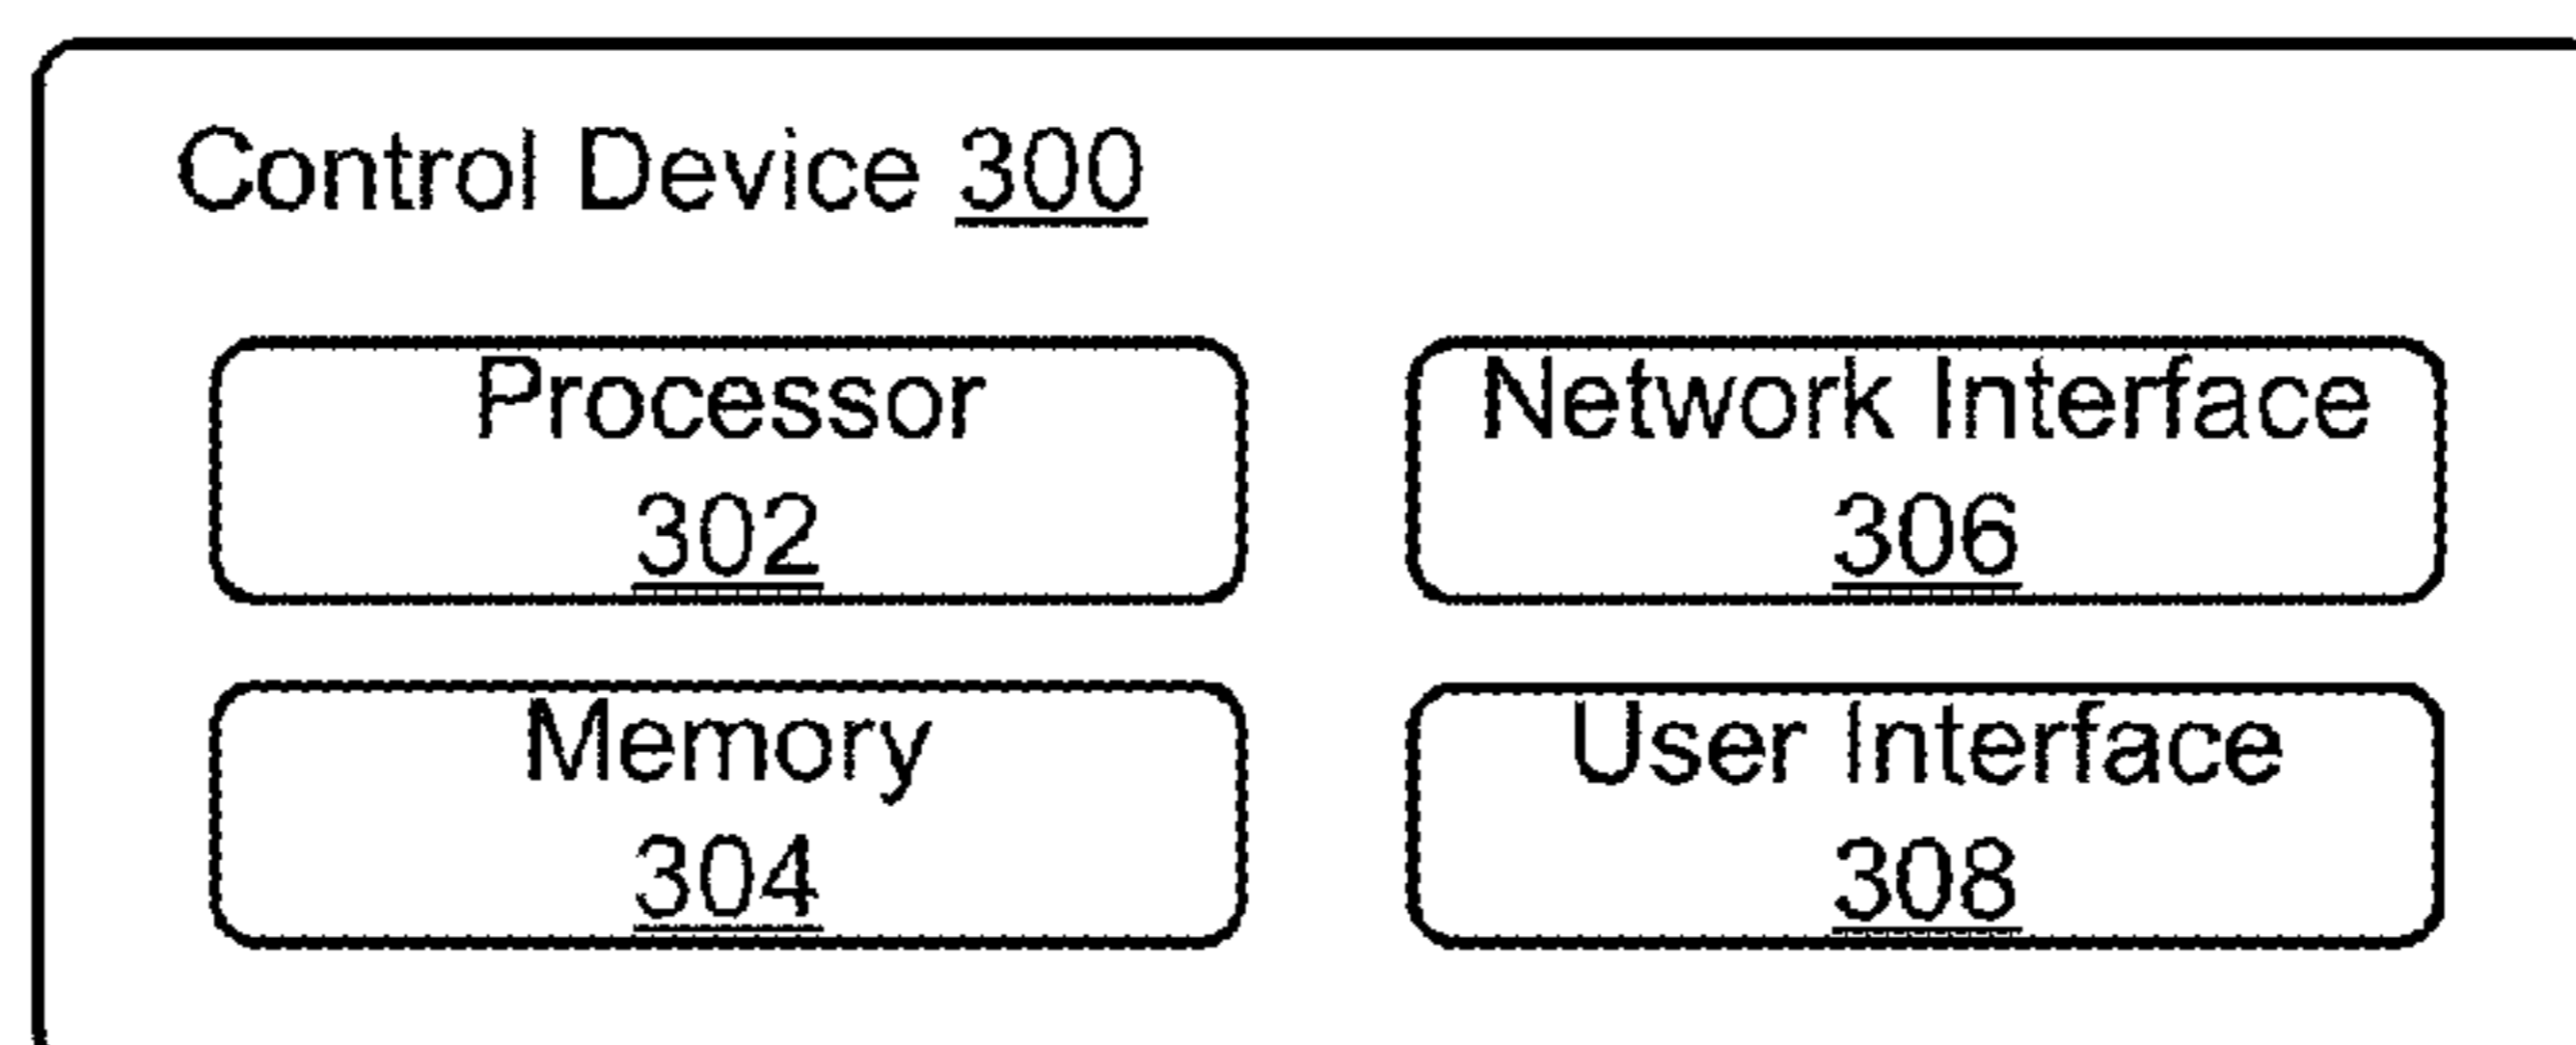 Control Device 300
Processor
302
Network Interface
306
Memory
304
User Interface
308